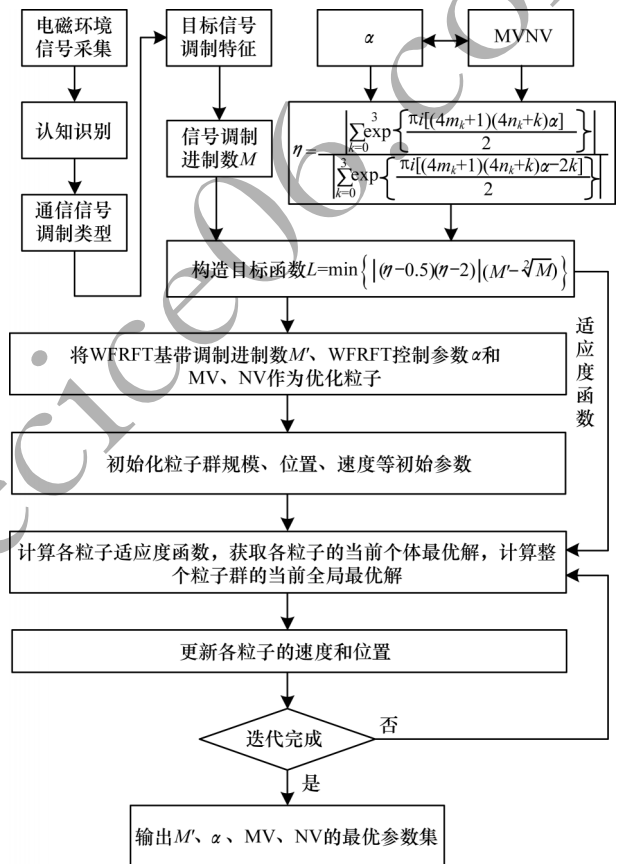 电磁环境
信号采集
目标信号
调制特征
α
MVNV
认知识别
信号调制
进制数M
通信信号
调制类型
η=|∑_{k=0}^{3}exp{πi[(4m_k+1)(4n_k+k)α]/2}|/|∑_{k=0}^{3}exp{πi[(4m_k+1)(4n_k+k)α−2k]/2}|
构造目标函数L=min{|(η−0.5)(η−2)|(M′−\sqrt[2]{M})}
适应度函数
将WFRFT基带调制进制数M′、WFRFT控制参数α和
MV、NV作为优化粒子
初始化粒子群规模、位置、速度等初始参数
计算各粒子适应度函数，获取各粒子的当前个体最优解，计算整
个粒子群的当前全局最优解
更新各粒子的速度和位置
迭代完成
否
是
输出M′、α、MV、NV的最优参数集